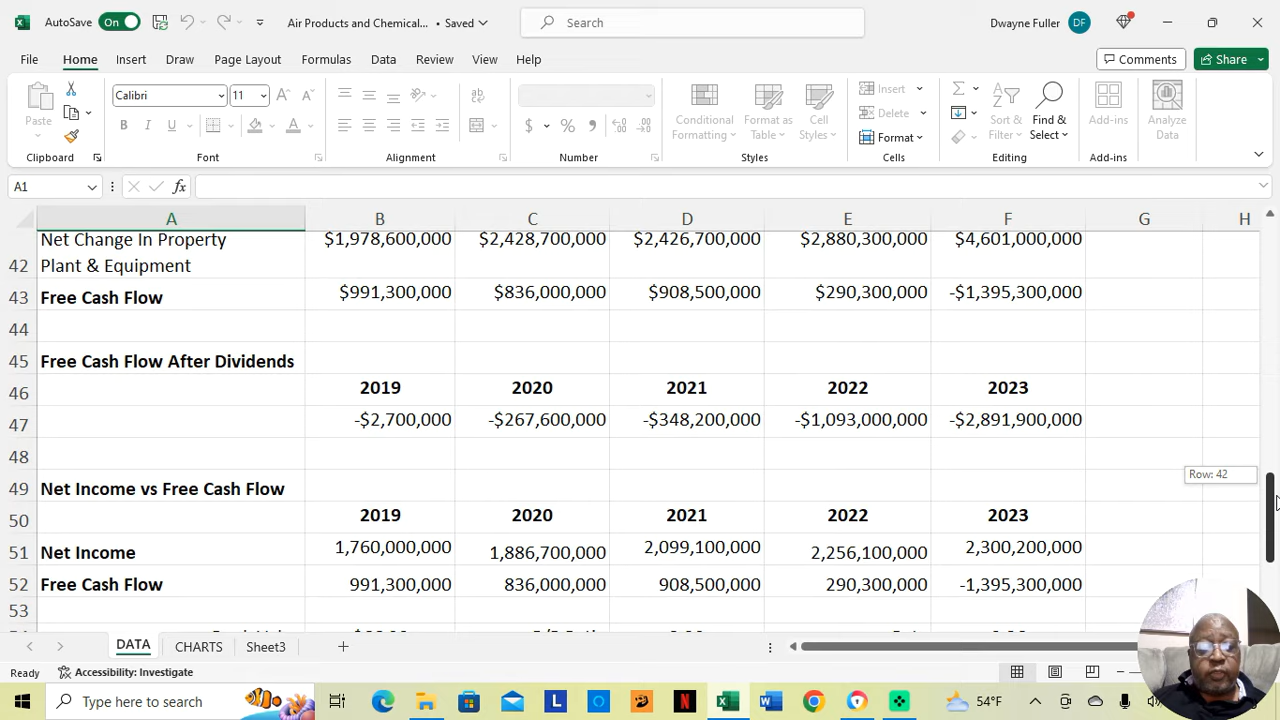 AutoSave On Air Products and Chemical... • Saved Search Dwayne Fuller DF
File Home Insert Draw Page Layout Formulas Data Review View Help Comments Share
Paste Calibri 11 Conditional Formatting Format as Table Cell Styles Insert Delete Format Sort & Filter Find & Select Add-ins Analyze Data
Clipboard Font Alignment Number Styles Cells Editing Add-ins
A1 fx
A B C D E F G H
Net Change In Property $1,978,600,000 $2,428,700,000 $2,426,700,000 $2,880,300,000 $4,601,000,000
42 Plant & Equipment
43 Free Cash Flow $991,300,000 $836,000,000 $908,500,000 $290,300,000 -$1,395,300,000
44
45 Free Cash Flow After Dividends
46 2019 2020 2021 2022 2023
47 -$2,700,000 -$267,600,000 -$348,200,000 -$1,093,000,000 -$2,891,900,000
48
Row: 42
49 Net Income vs Free Cash Flow
50 2019 2020 2021 2022 2023
51 Net Income 1,760,000,000 1,886,700,000 2,099,100,000 2,256,100,000 2,300,200,000
52 Free Cash Flow 991,300,000 836,000,000 908,500,000 290,300,000 -1,395,300,000
53
DATA CHARTS Sheet3
Ready Accessibility: Investigate
Type here to search 54°F